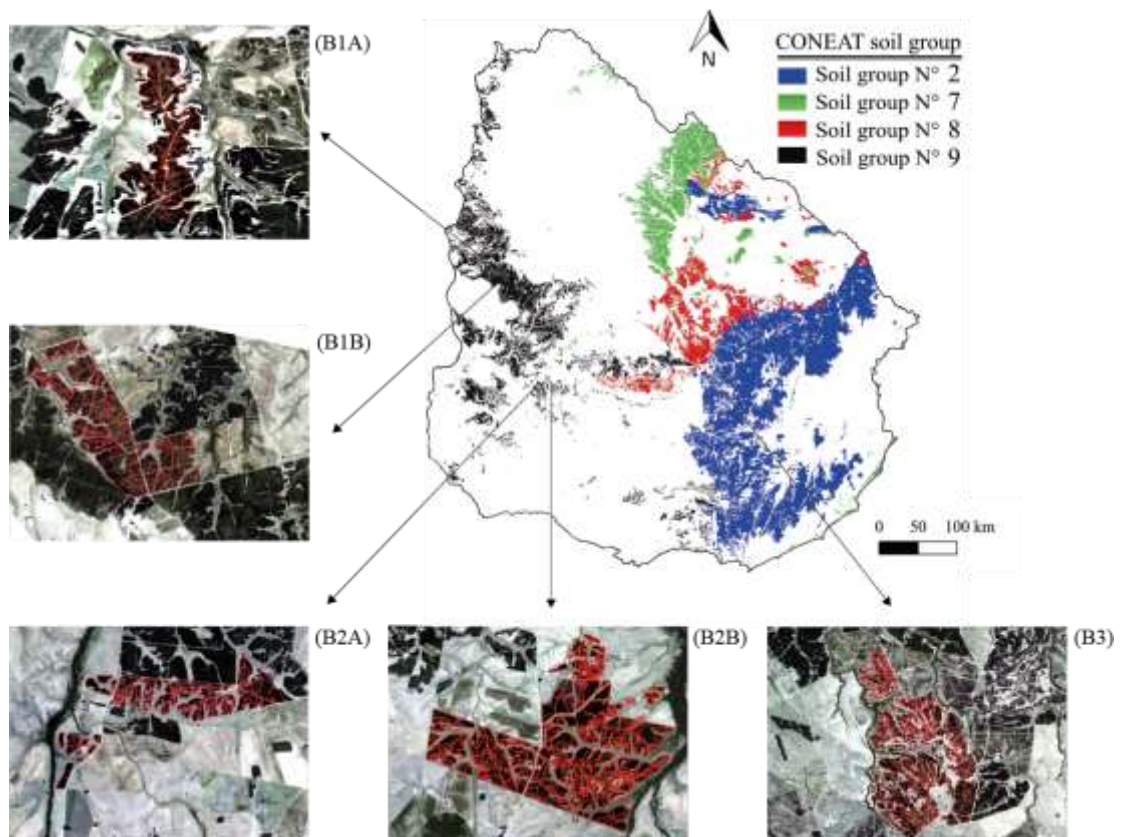 (B1A)
N
CONEAT soil group
Soil group N° 2
Soil group N° 7
Soil group N° 8
Soil group N° 9
(B1B)
0 50 100 km
(B2A)
(B2B)
(B3)